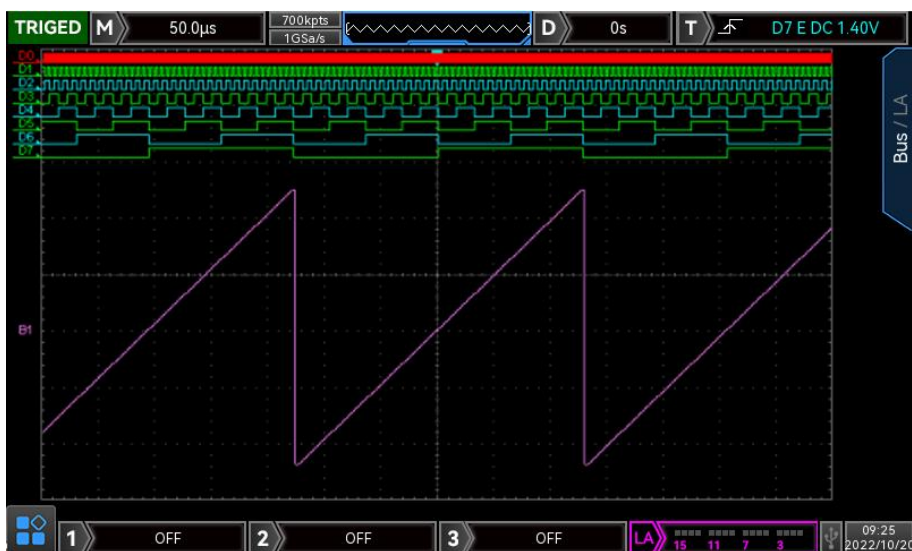 TRIGED M 50.0μs 700kpts D 0s T D7 E DC 1.40V
1GSa/s
D0
D1
D2
D3
D4
D5
D6
D7
Bus / LA
B1
1 OFF 2 OFF 3 OFF LA 15 11 7 3 09:25
2022/10/20